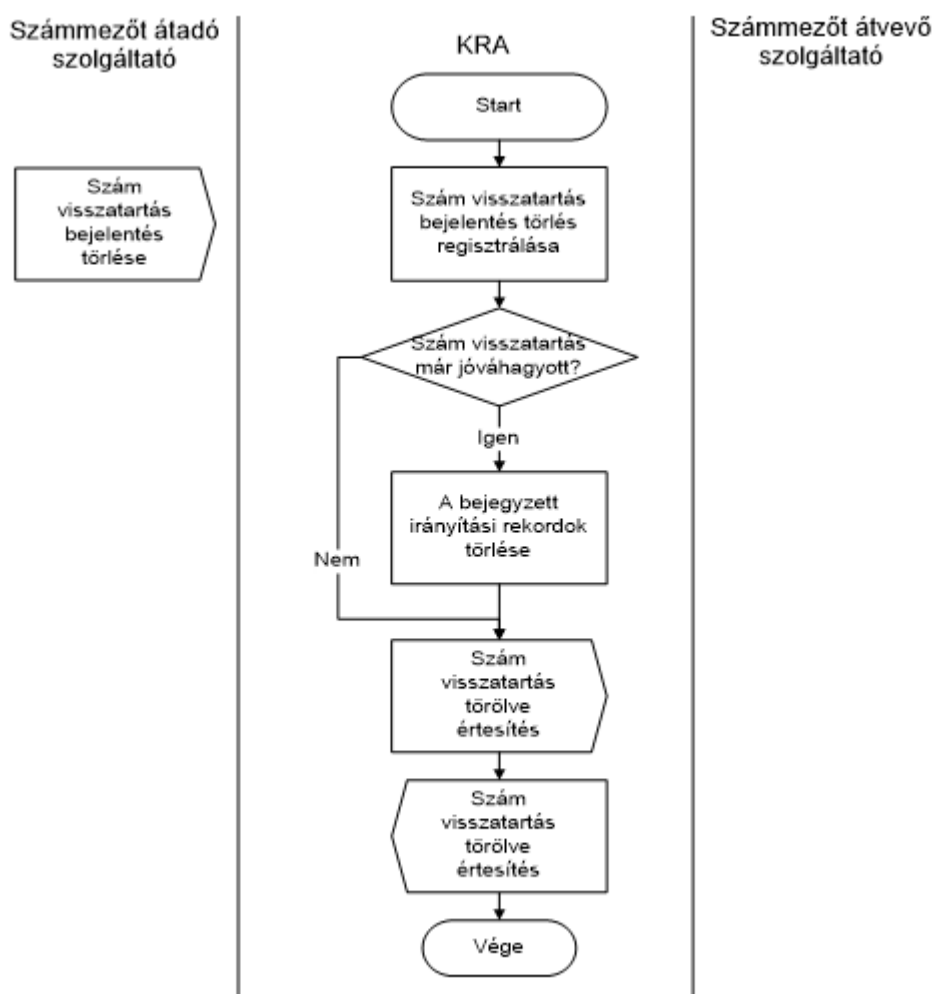 Számmezőt átadó
szolgáltató
KRA
Számmezőt átvevő
szolgáltató
Start
Szám
visszatartás
bejelentés
törlése
Szám visszatartás
bejelentés törlés
regisztrálása
Szám visszatartás
már jóváhagyott?
Igen
A bejegyzett
irányítási rekordok
törlése
Nem
Szám
visszatartás
törölve
értesítés
Szám
visszatartás
törölve
értesítés
Vége